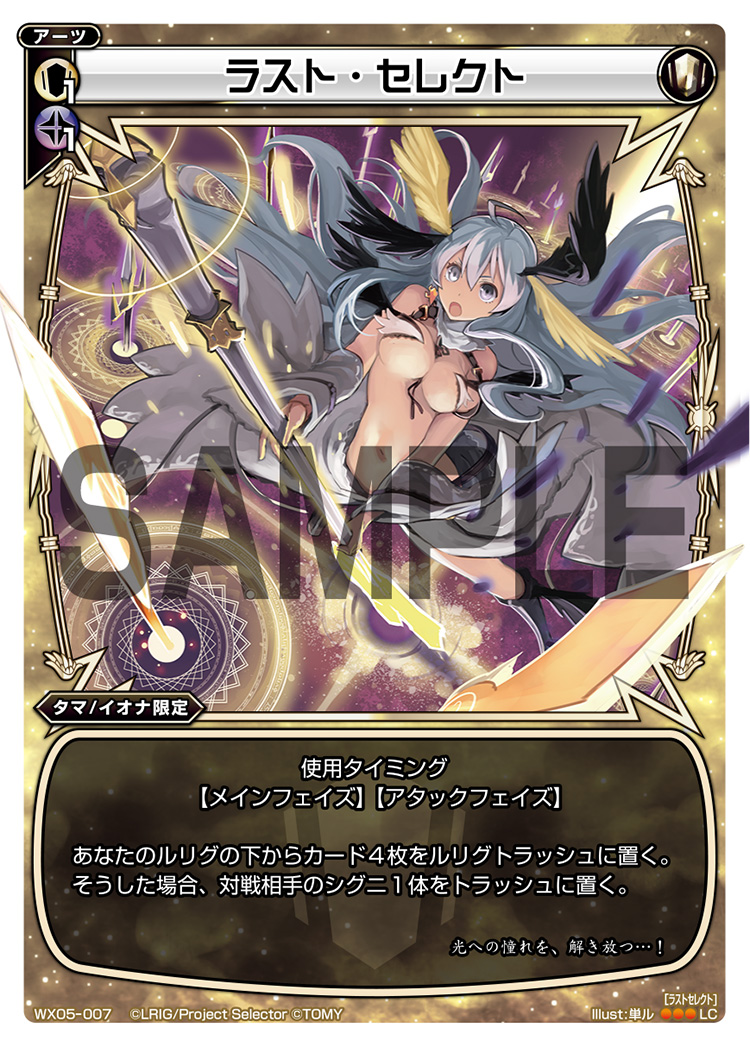 アーツ
ラスト・セレクト
1
1
SAMPLE
タマ/イオナ限定
使用タイミング
【メインフェイズ】【アタックフェイズ】
あなたのルリグの下からカード４枚をルリグトラッシュに置く。
そうした場合、対戦相手のシグニ１体をトラッシュに置く。
光への憧れを、解き放つ…！
[ラストセレクト]
WX05-007 ©LRIG/Project Selector ©TOMY Illust:単ル LC